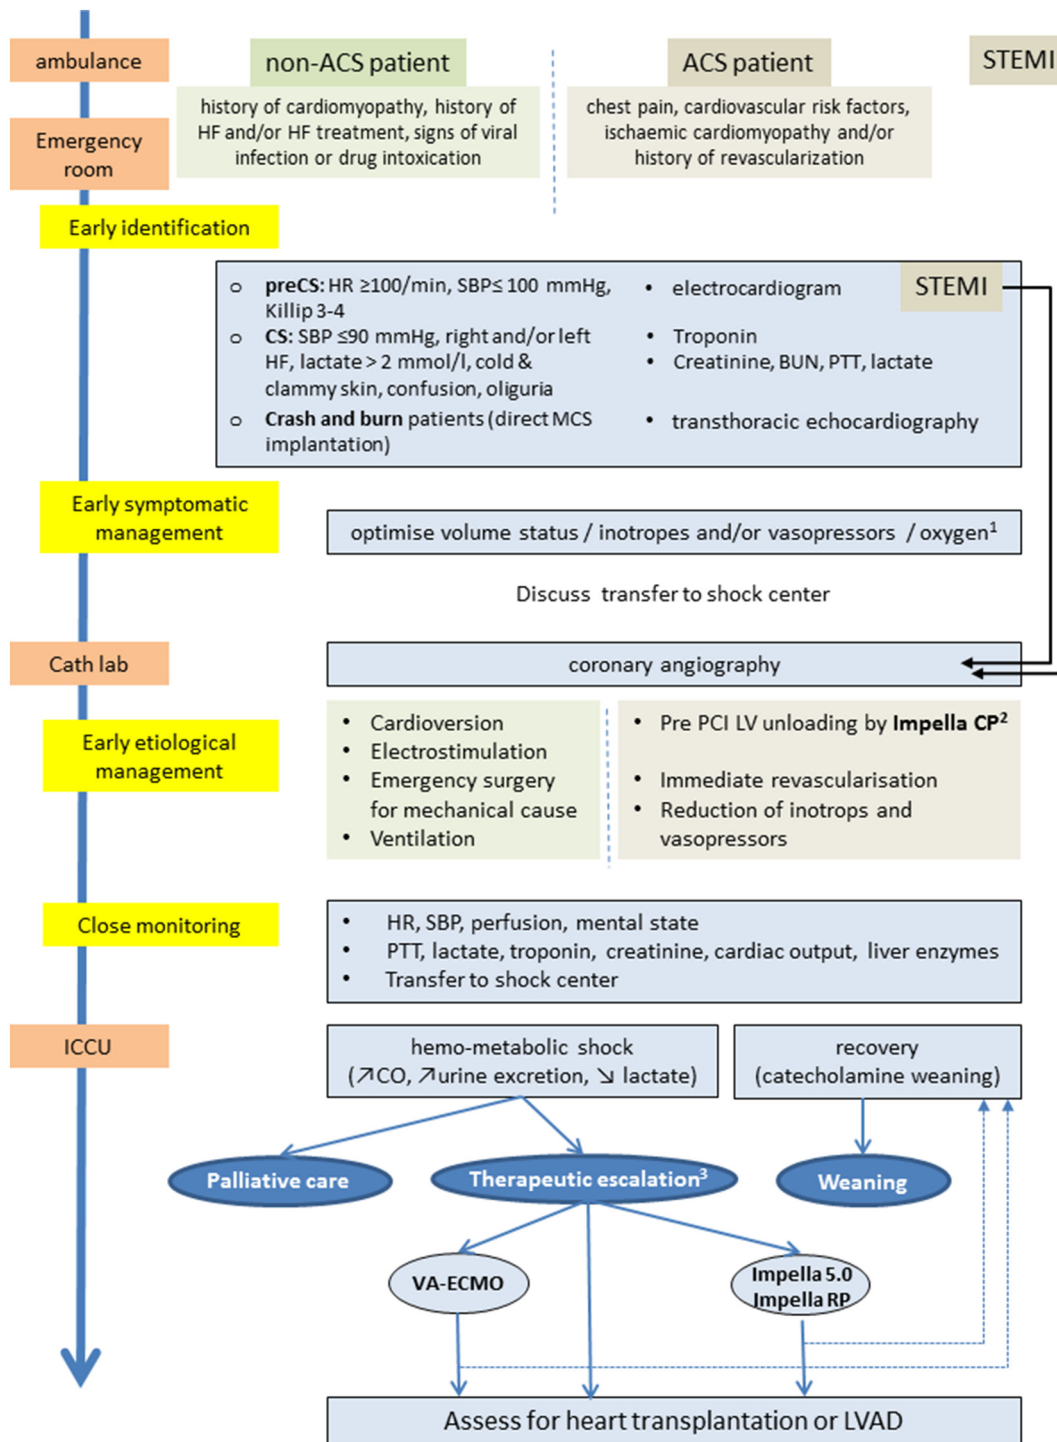 ambulance
non-ACS patient
ACS patient
STEMI
history of cardiomyopathy, history of
HF and/or HF treatment, signs of viral
infection or drug intoxication
chest pain, cardiovascular risk factors,
ischaemic cardiomyopathy and/or
history of revascularization
Emergency
room
Early identification
o preCS: HR ≥100/min, SBP≤ 100 mmHg,
Killip 3-4
o CS: SBP ≤90 mmHg, right and/or left
HF, lactate > 2 mmol/l, cold &
clammy skin, confusion, oliguria
o Crash and burn patients (direct MCS
implantation)
• electrocardiogram
STEMI
• Troponin
• Creatinine, BUN, PTT, lactate
• transthoracic echocardiography
Early symptomatic
management
optimise volume status / inotropes and/or vasopressors / oxygen¹
Discuss transfer to shock center
Cath lab
coronary angiography
Early etiological
management
• Cardioversion
• Electrostimulation
• Emergency surgery
for mechanical cause
• Ventilation
• Pre PCI LV unloading by Impella CP²
• Immediate revascularisation
• Reduction of inotrops and
vasopressors
Close monitoring
• HR, SBP, perfusion, mental state
• PTT, lactate, troponin, creatinine, cardiac output, liver enzymes
• Transfer to shock center
ICCU
hemo-metabolic shock
(↗CO, ↗urine excretion, ↘ lactate)
recovery
(catecholamine weaning)
Palliative care
Therapeutic escalation³
Weaning
VA-ECMO
Impella 5.0
Impella RP
Assess for heart transplantation or LVAD